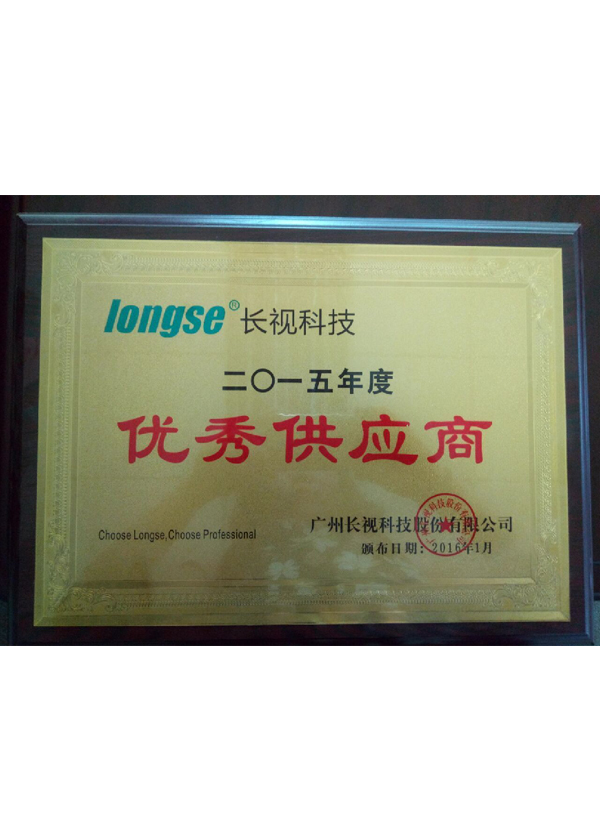 longse® 长视科技
二〇一五年度
优秀供应商
Choose Longse,Choose Professional
广州长视科技股份有限公司
颁布日期：2016年1月